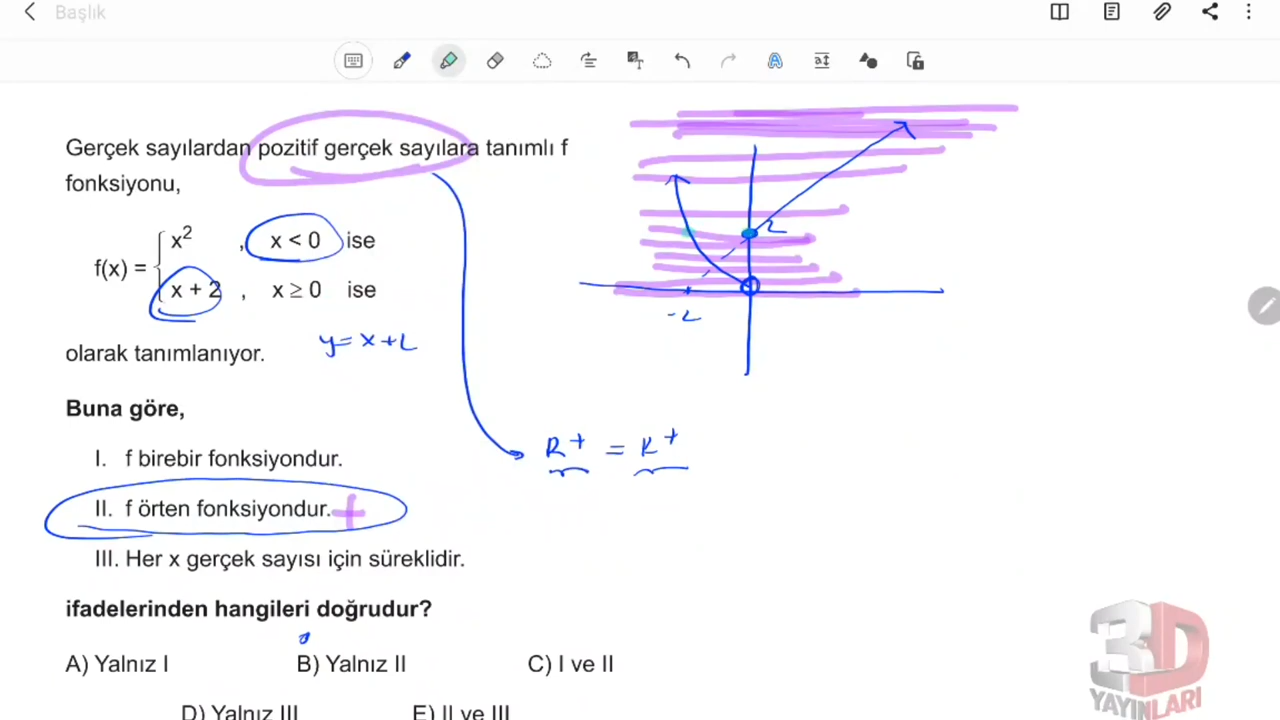 Başlık
Gerçek sayılardan pozitif gerçek sayılara tanımlı f
fonksiyonu,
x² , x < 0 ise
f(x) =
x + 2 , x ≥ 0 ise
y = x + 2
olarak tanımlanıyor.
2
-2
Buna göre,
R⁺ = R⁺
I. f birebir fonksiyondur.
II. f örten fonksiyondur. +
III. Her x gerçek sayısı için süreklidir.
ifadelerinden hangileri doğrudur?
A) Yalnız I B) Yalnız II C) I ve II
D) Yalnız III E) II ve III
3D
YAYINLARI